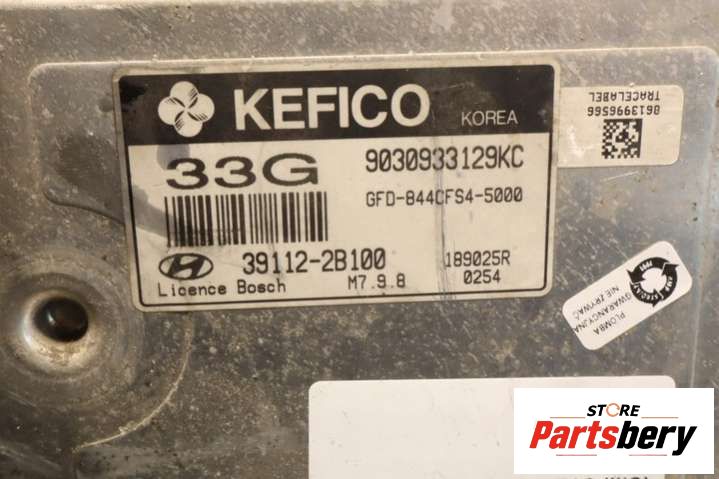 KEFICO KOREA
33G 9030933129KC
GFD-844CFS4-5000
39112-2B100 189025R
Licence Bosch M7.9.8 0254
06139996566
TRACELABEL
PLOMBA
GWARANCYJNA
NIE ZRYWAĆ
STORE
Partsbery